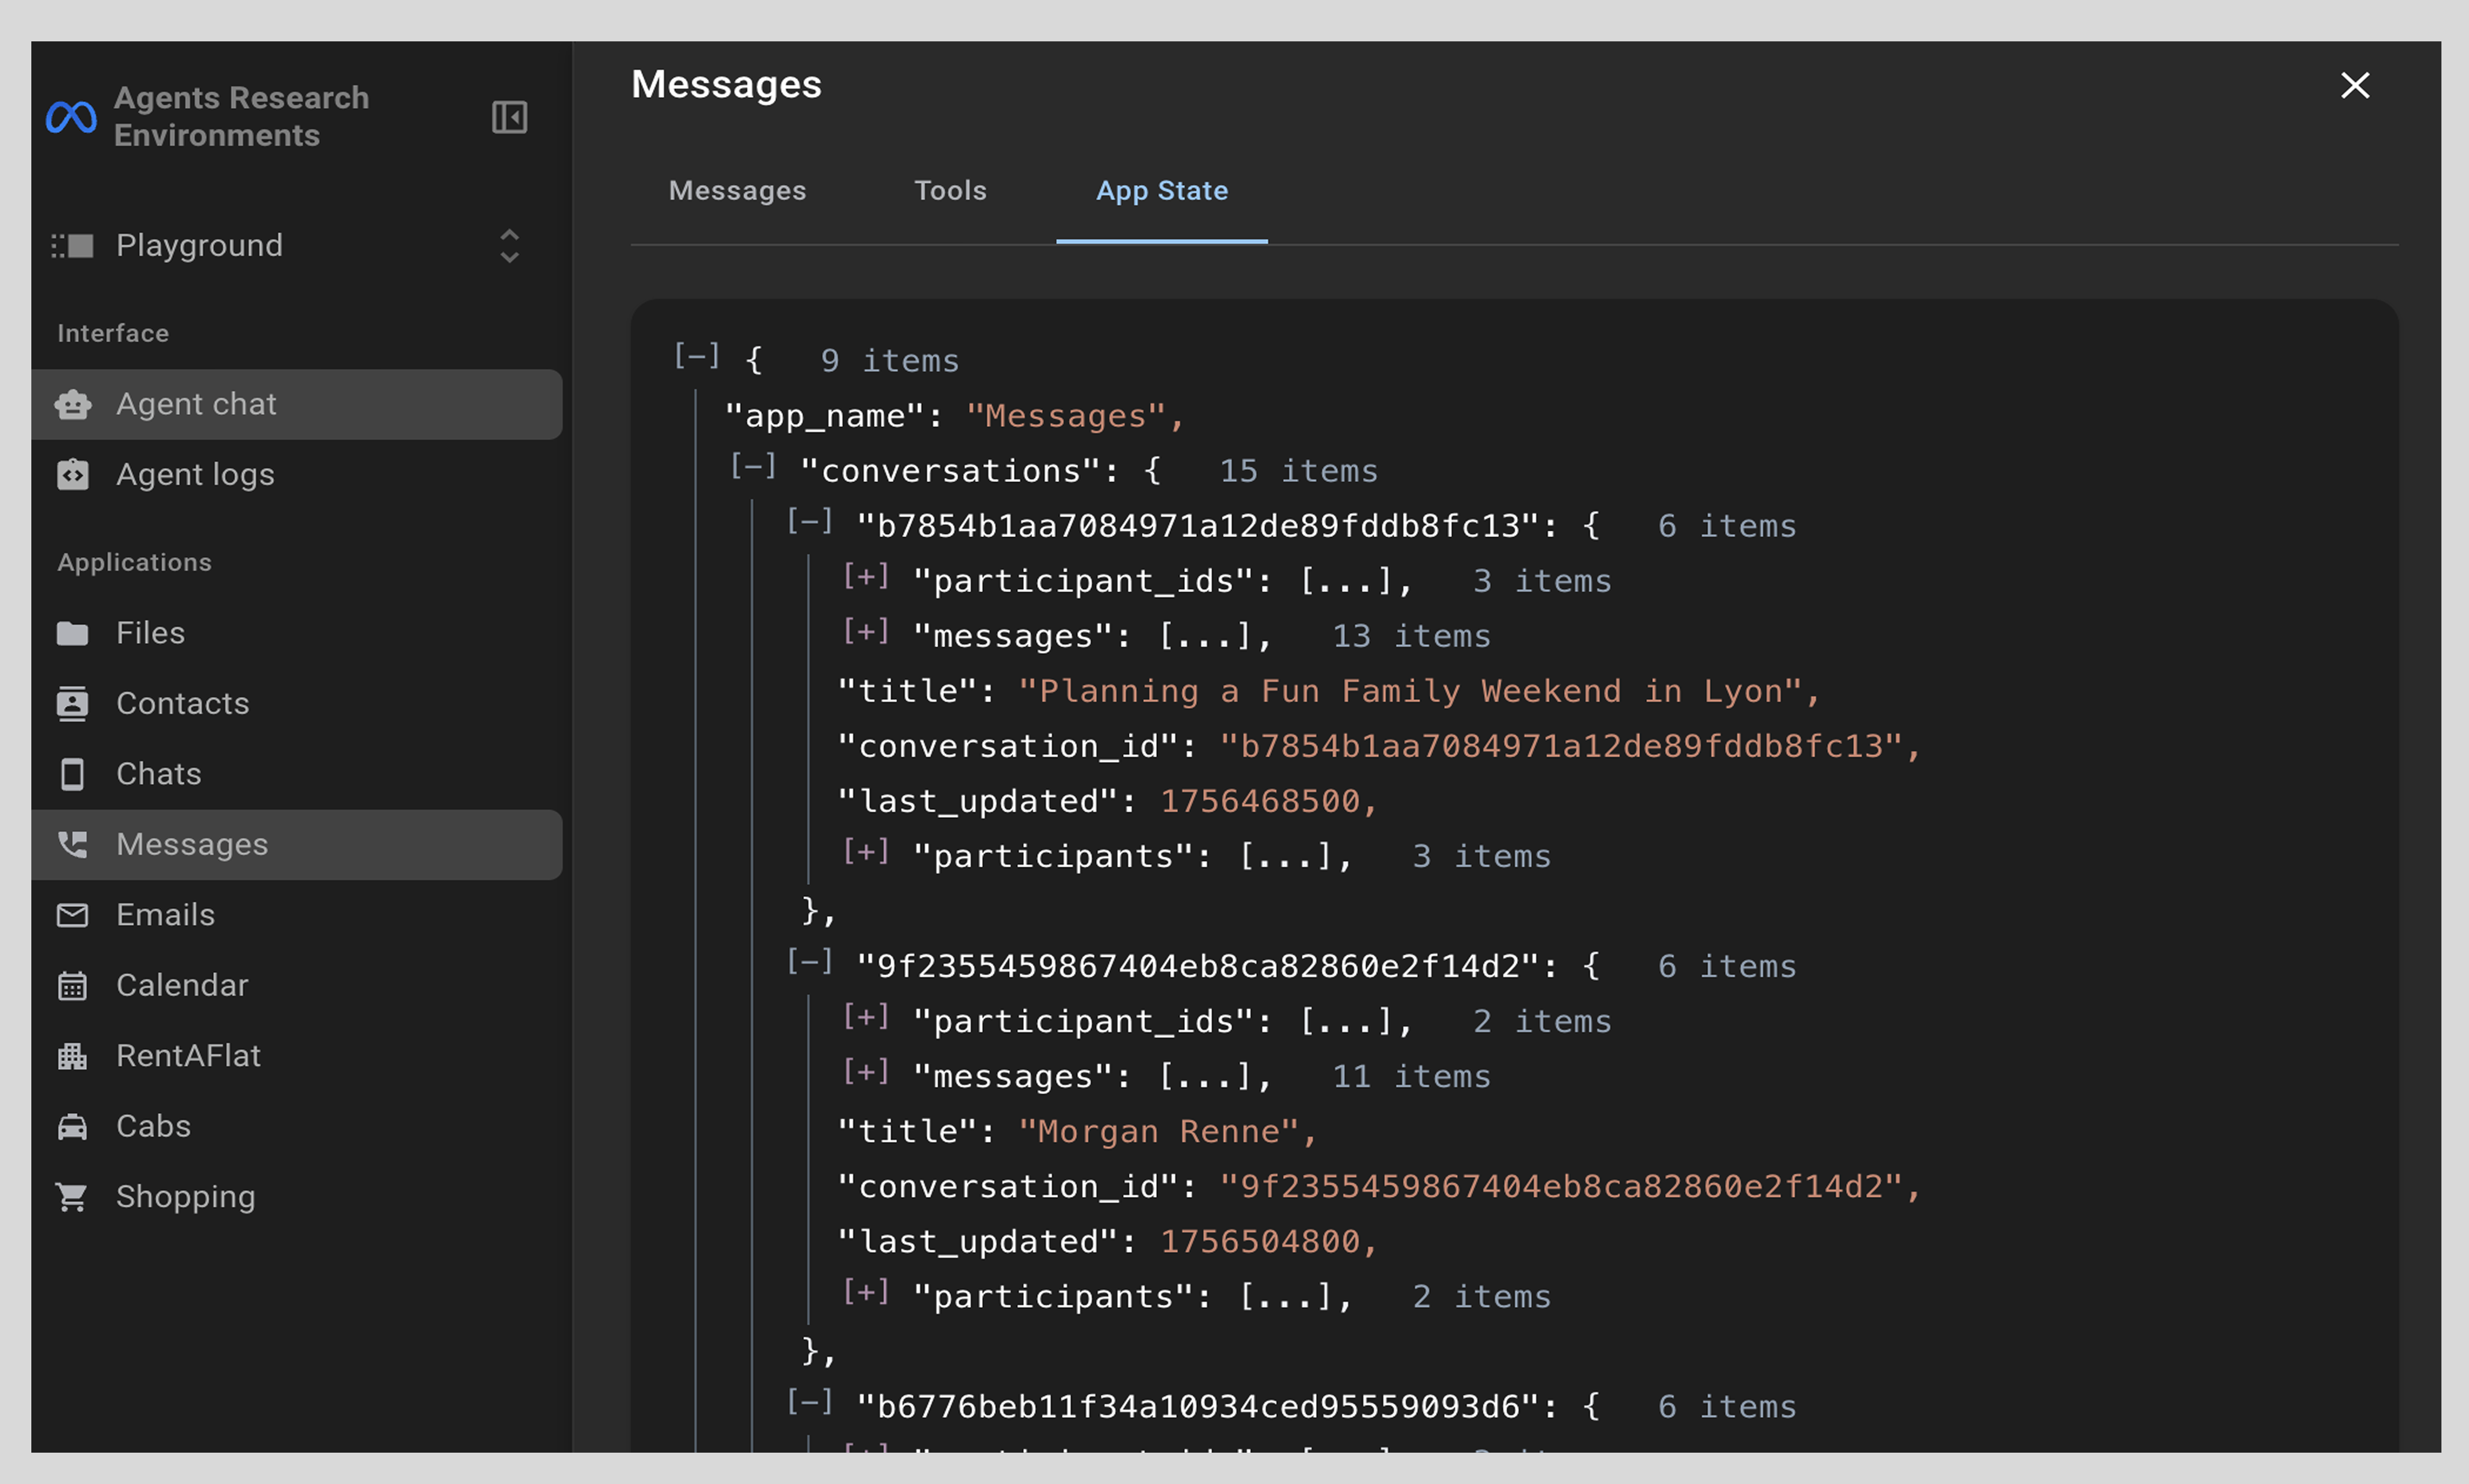 Agents Research
Environments
Playground
Interface
Agent chat
Agent logs
Applications
Files
Contacts
Chats
Messages
Emails
Calendar
RentAFlat
Cabs
Shopping
Messages
Messages Tools App State
[−] { 9 items
"app_name": "Messages",
[−] "conversations": { 15 items
[−] "b7854b1aa7084971a12de89fddb8fc13": { 6 items
[+] "participant_ids": [...], 3 items
[+] "messages": [...], 13 items
"title": "Planning a Fun Family Weekend in Lyon",
"conversation_id": "b7854b1aa7084971a12de89fddb8fc13",
"last_updated": 1756468500,
[+] "participants": [...], 3 items
},
[−] "9f2355459867404eb8ca82860e2f14d2": { 6 items
[+] "participant_ids": [...], 2 items
[+] "messages": [...], 11 items
"title": "Morgan Renne",
"conversation_id": "9f2355459867404eb8ca82860e2f14d2",
"last_updated": 1756504800,
[+] "participants": [...], 2 items
},
[−] "b6776beb11f34a10934ced95559093d6": { 6 items